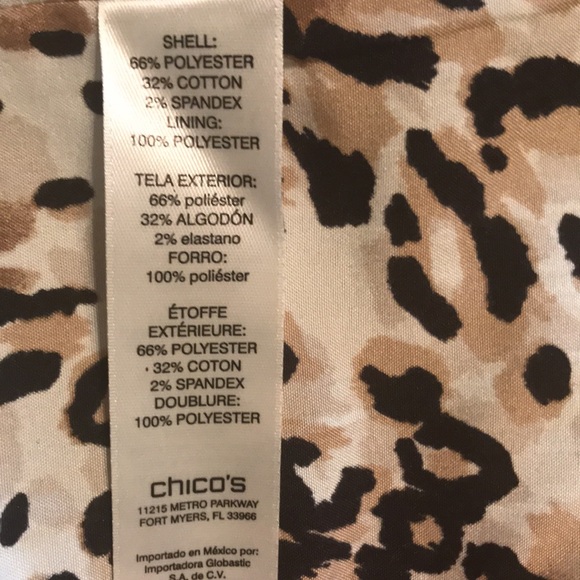 SHELL:
66% POLYESTER
32% COTTON
2% SPANDEX
LINING:
100% POLYESTER
TELA EXTERIOR:
66% poliéster
32% ALGODÓN
2% elastano
FORRO:
100% poliéster
ÉTOFFE
EXTÉRIEURE:
66% POLYESTER
32% COTON
2% SPANDEX
DOUBLURE:
100% POLYESTER
chico's
11215 METRO PARKWAY
FORT MYERS, FL 33966
Importado en México por:
Importadora Globastic
S.A. de C.V.